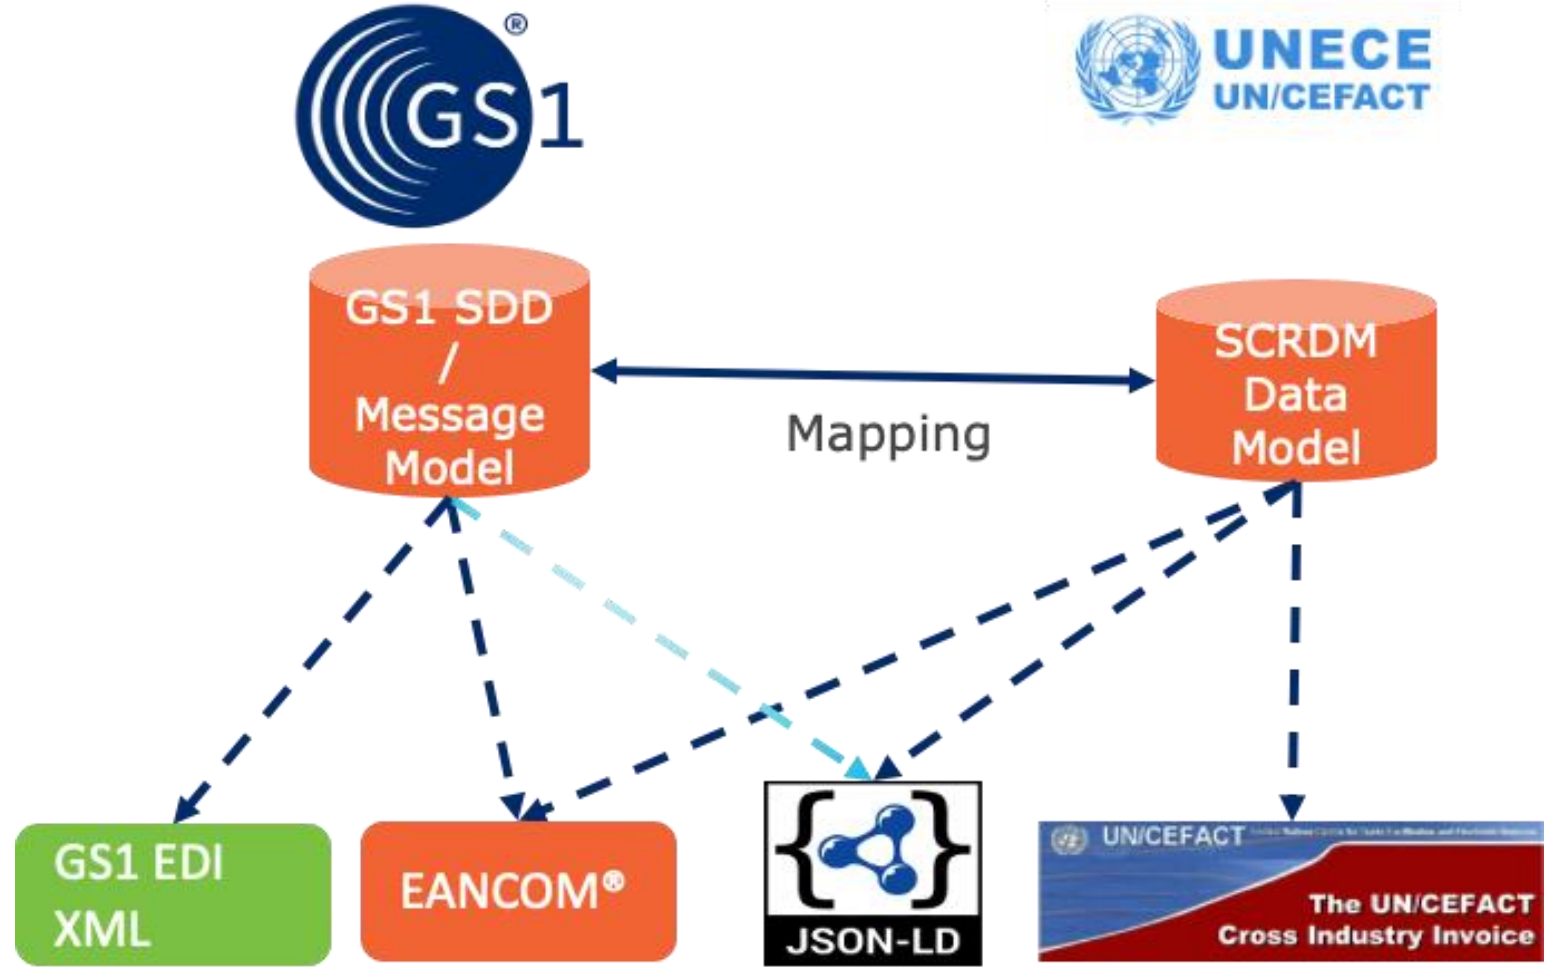 GS1®
UNECE
UN/CEFACT
GS1 SDD
/
Message
Model
SCRDM
Data
Model
Mapping
GS1 EDI
XML
EANCOM®
JSON-LD
UN/CEFACT
The UN/CEFACT
Cross Industry Invoice